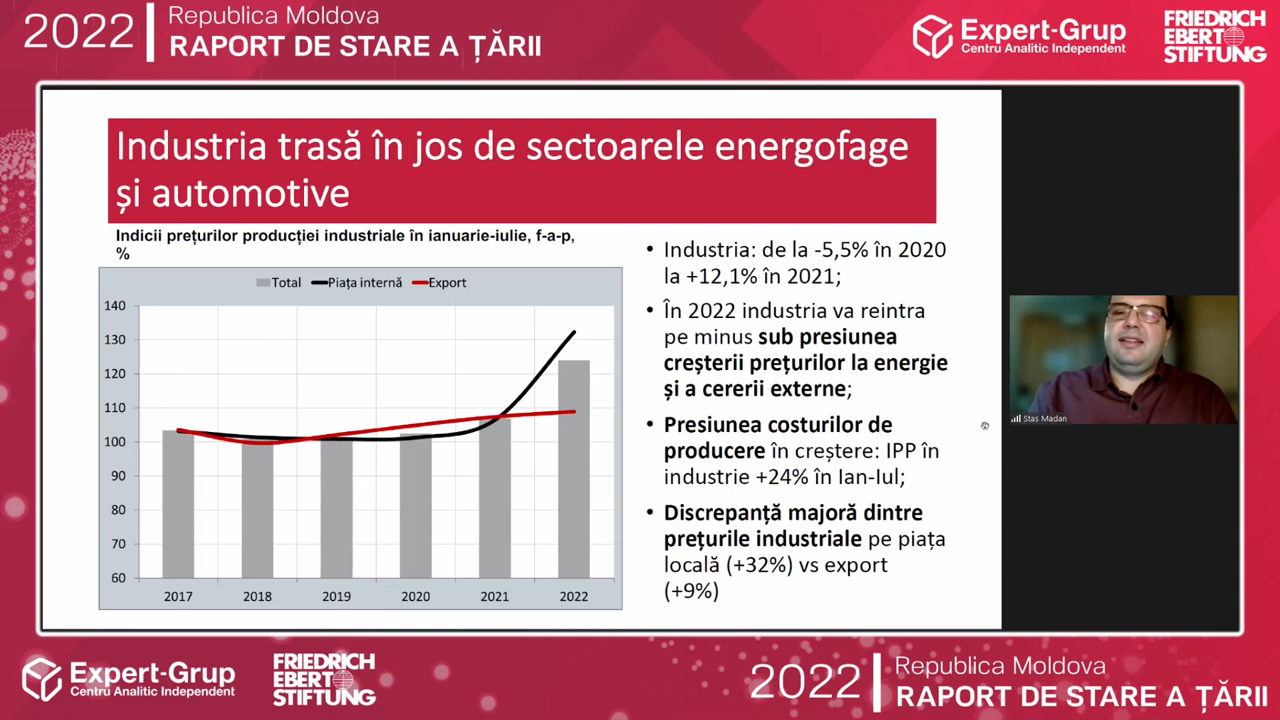 2022
Republica Moldova
RAPORT DE STARE A ȚĂRII
Expert-Grup
Centru Analitic Independent
FRIEDRICH
EBERT
STIFTUNG
Industria trasă în jos de sectoarele energofage
și automotive
Indicii prețurilor producției industriale în ianuarie-iulie, f-a-p,
%
Total Piața internă Export
140
130
120
110
100
90
80
70
60
2017 2018 2019 2020 2021 2022
• Industria: de la -5,5% în 2020
la +12,1% în 2021;
• În 2022 industria va reintra
pe minus sub presiunea
creșterii prețurilor la energie
și a cererii externe;
• Presiunea costurilor de
producere în creștere: IPP în
industrie +24% în Ian-Iul;
• Discrepanță majoră dintre
prețurile industriale pe piața
locală (+32%) vs export
(+9%)
Stas Madan
Expert-Grup
Centru Analitic Independent
FRIEDRICH
EBERT
STIFTUNG
2022
Republica Moldova
RAPORT DE STARE A ȚĂRII